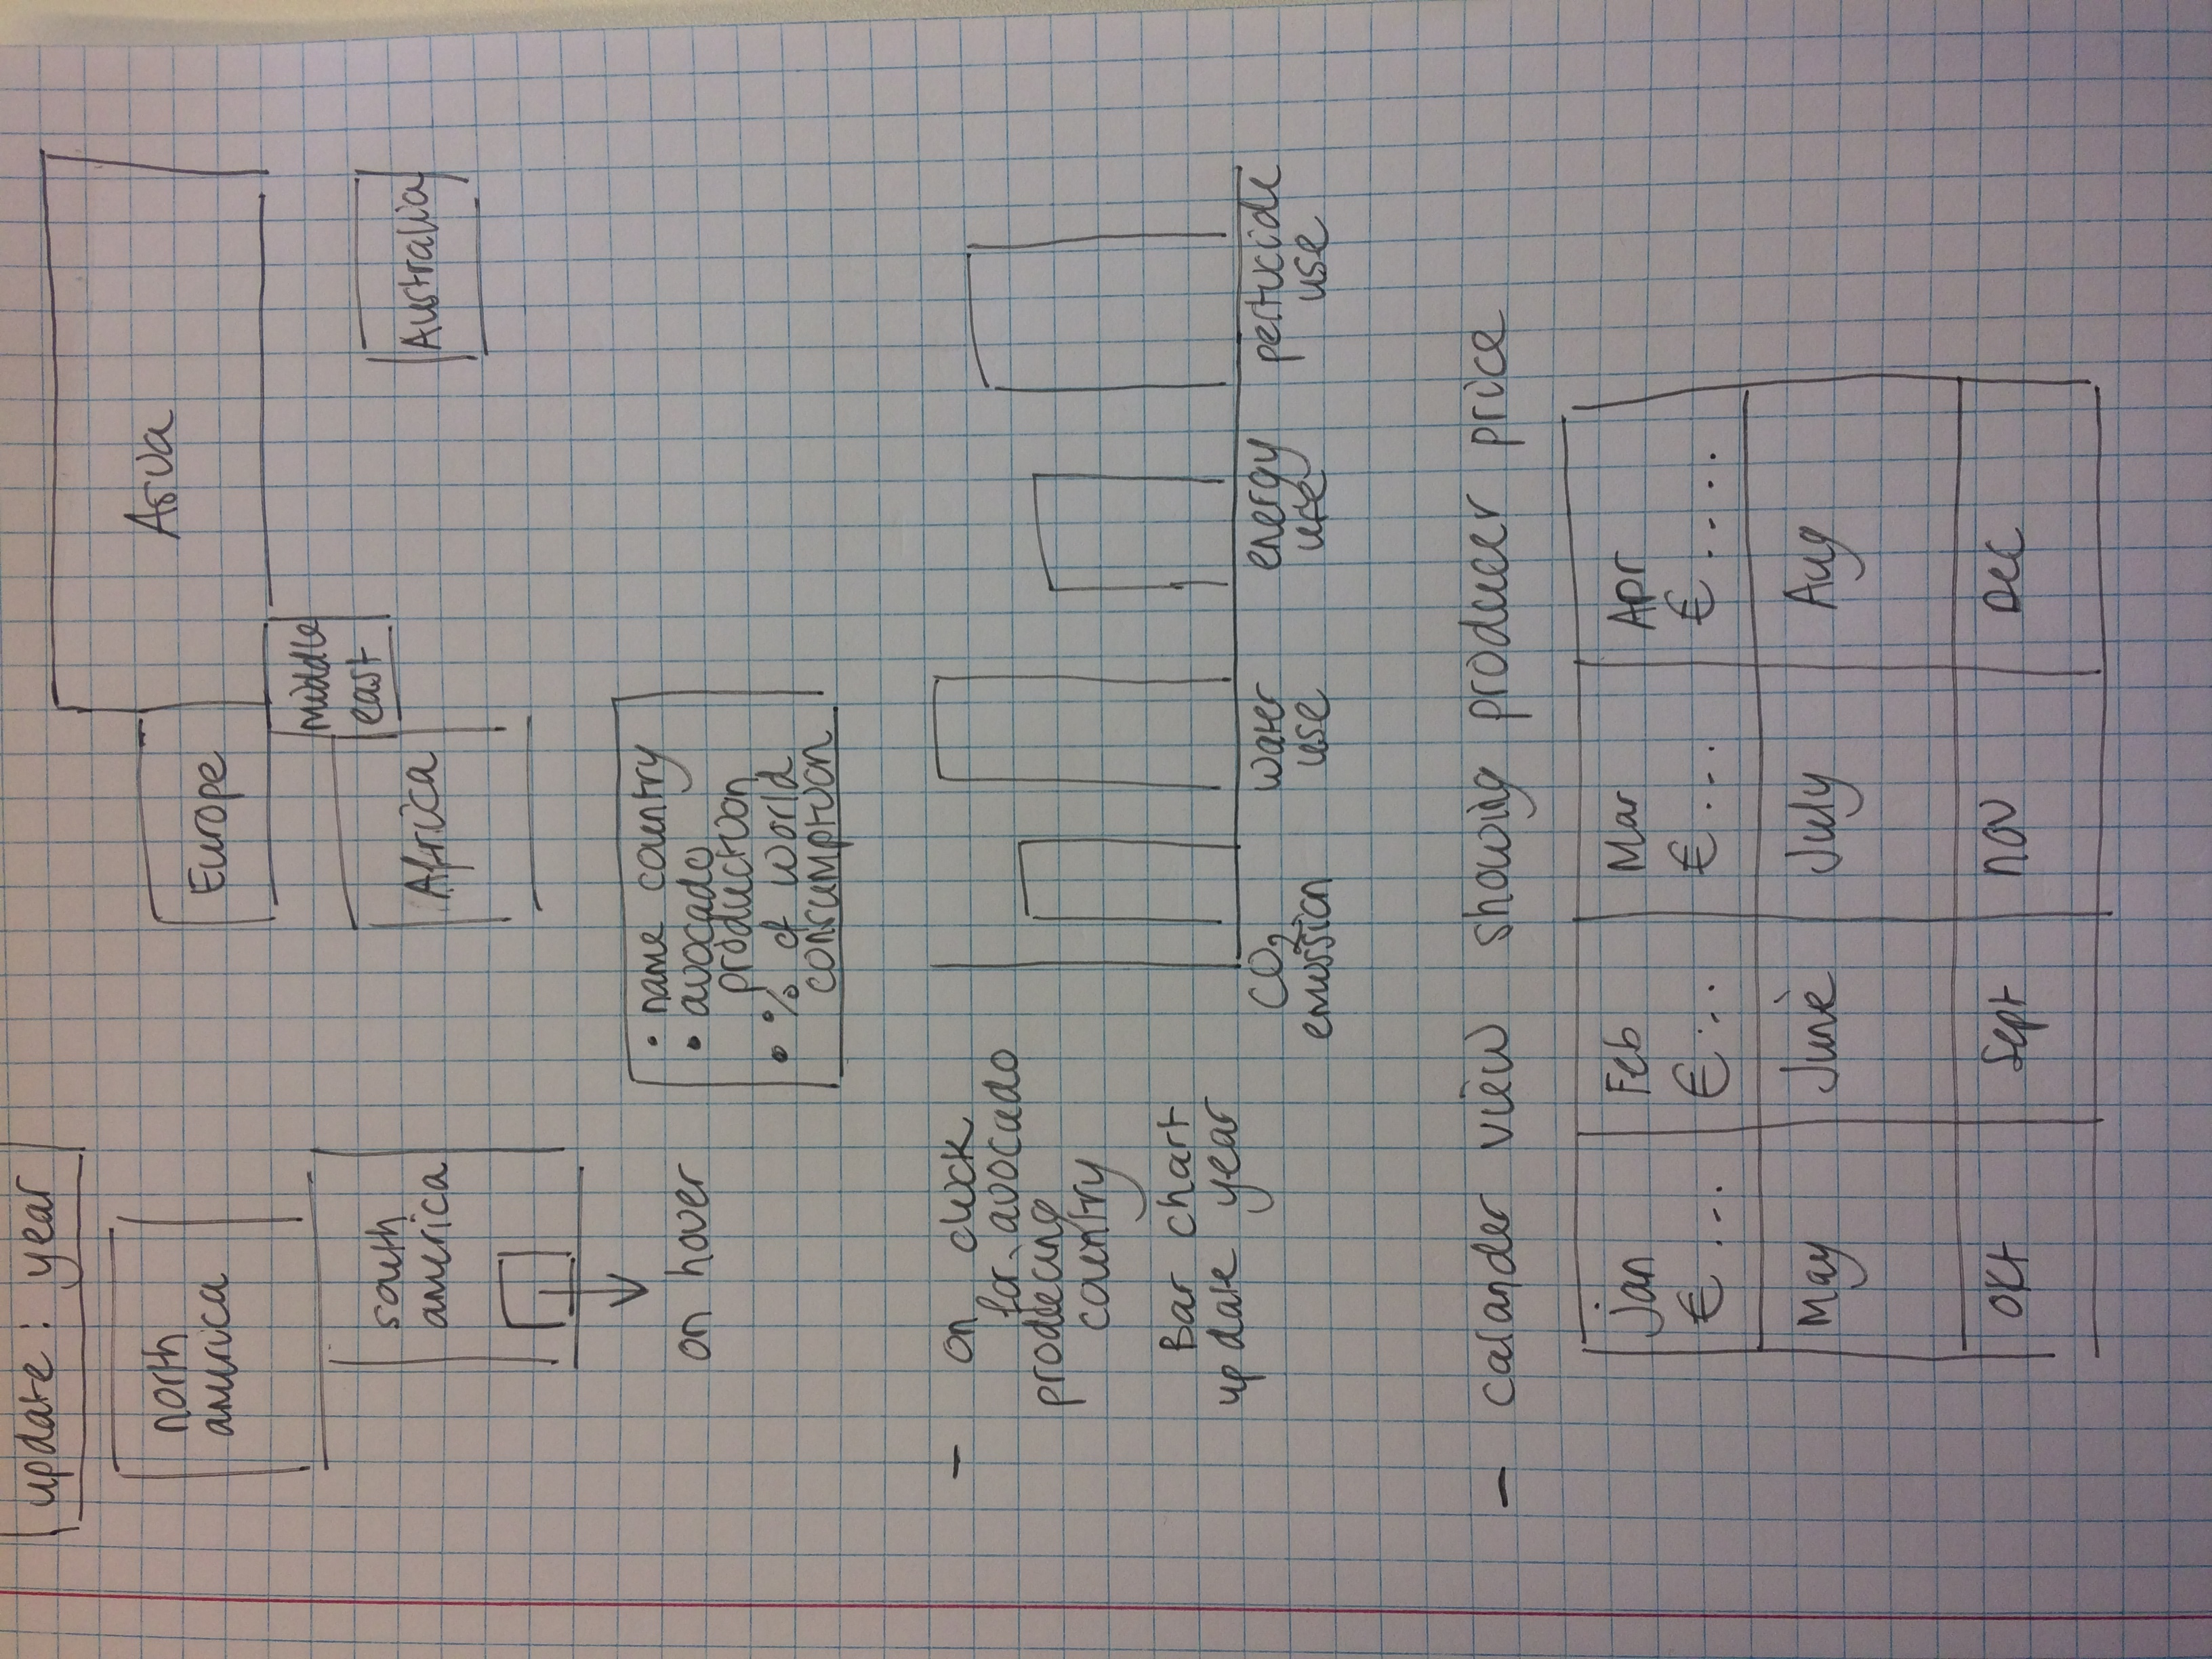 update: year
north
america
Europe
Asia
middle
east
south
america
Africa
Australia
on hover
• name country
• avocado
production
• % of world
consumption
- on click
for avocado
producing
country
Bar chart
update year
CO2
emission
water
use
energy
use
pesticide
use
- calander view showing producer price
jan
€ ...
Feb
€ ...
Mar
€ ...
Apr
€ ....
May
June
July
Aug
okt
Sept
nov
Dec